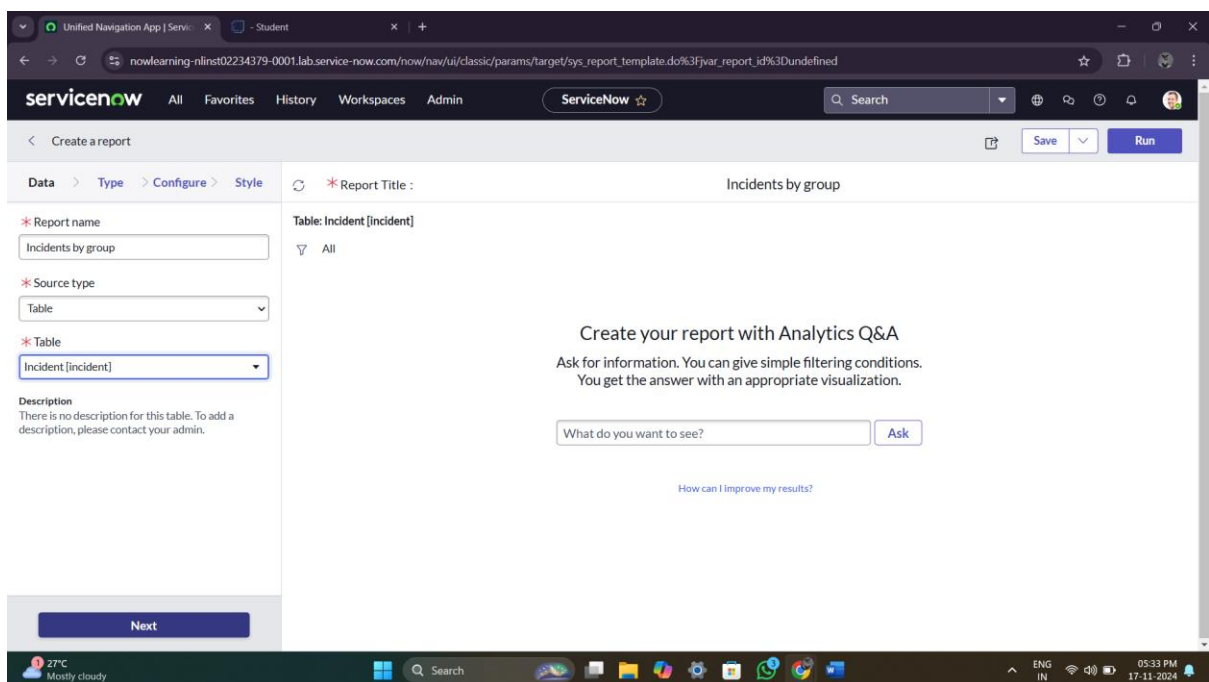 Unified Navigation App | Servic
- Student
nowlearning-nlinst02234379-0001.lab.service-now.com/now/nav/ui/classic/params/target/sys_report_template.do%3Fjvar_report_id%3Dundefined
servicenow All Favorites History Workspaces Admin ServiceNow Search
Create a report Save Run
Data Type Configure Style
* Report Title : Incidents by group
* Report name
Incidents by group
* Source type
Table
* Table
Incident [incident]
Description
There is no description for this table. To add a
description, please contact your admin.
Next
Table: Incident [incident]
All
Create your report with Analytics Q&A
Ask for information. You can give simple filtering conditions.
You get the answer with an appropriate visualization.
What do you want to see? Ask
How can I improve my results?
1
27°C
Mostly cloudy
Search
9
ENG
IN
05:33 PM
17-11-2024